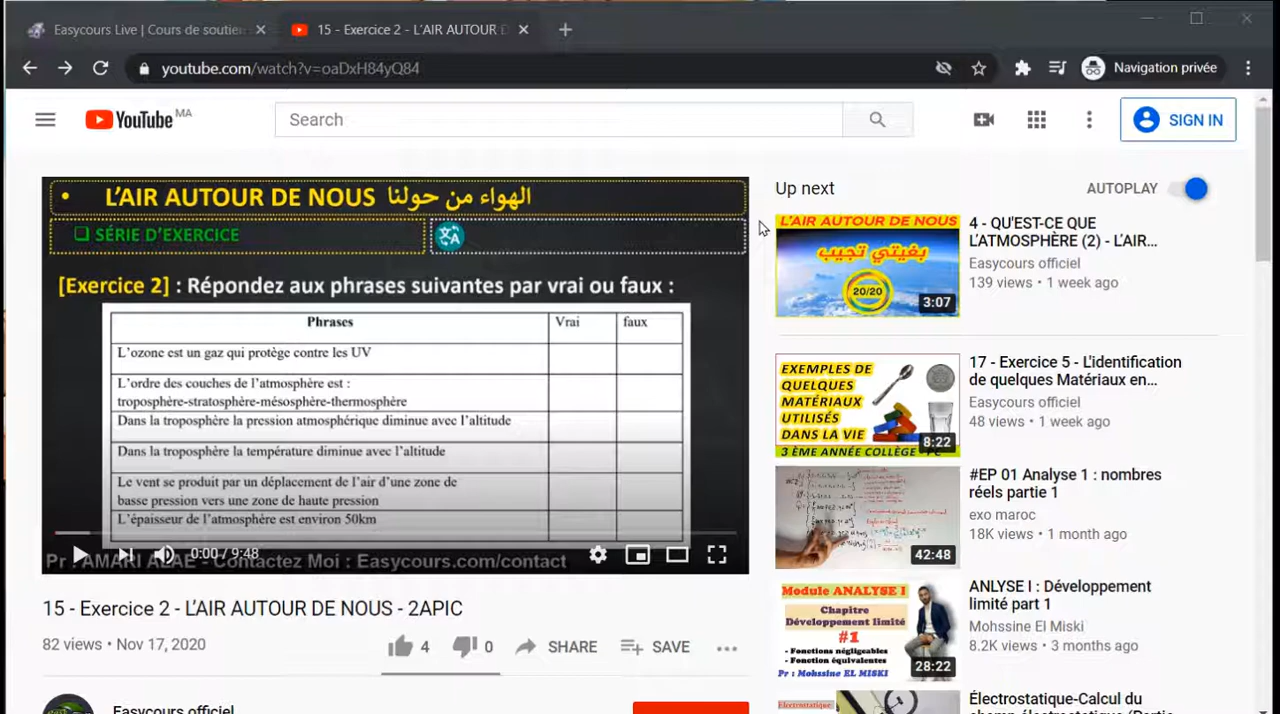 Easycours Live | Cours de soutien
15 - Exercice 2 - L'AIR AUTOUR D
youtube.com/watch?v=oaDxH84yQ84
Navigation privée
YouTube MA
Search
SIGN IN
• L'AIR AUTOUR DE NOUS الهواء من حولنا
SÉRIE D'EXERCICE
[Exercice 2] : Répondez aux phrases suivantes par vrai ou faux :
Phrases Vrai faux
L'ozone est un gaz qui protège contre les UV
L'ordre des couches de l'atmosphère est :
troposphère-stratosphère-mésosphère-thermosphère
Dans la troposphère la pression atmosphérique diminue avec l'altitude
Dans la troposphère la température diminue avec l'altitude
Le vent se produit par un déplacement de l'air d'une zone de
basse pression vers une zone de haute pression
L'épaisseur de l'atmosphère est environ 50km
0:00 / 9:48
Pr : AMARI ALAE - Contactez Moi : Easycours.com/contact
15 - Exercice 2 - L'AIR AUTOUR DE NOUS - 2APIC
82 views • Nov 17, 2020
4
0
SHARE
SAVE
Easycours officiel
Up next
AUTOPLAY
L'AIR AUTOUR DE NOUS
بغيتي تجيب
20/20
3:07
4 - QU'EST-CE QUE
L'ATMOSPHÈRE (2) - L'AIR...
Easycours officiel
139 views • 1 week ago
EXEMPLES DE
QUELQUES
MATÉRIAUX
UTILISÉS
DANS LA VIE
3 ÈME ANNÉE COLLÈGE - PC
8:22
17 - Exercice 5 - L'identification
de quelques Matériaux en...
Easycours officiel
48 views • 1 week ago
42:48
#EP 01 Analyse 1 : nombres
réels partie 1
exo maroc
18K views • 1 month ago
Module ANALYSE I
Chapitre
Développement limité
#1
- Fonctions négligeables
- Fonction équivalentes
Pr : Mohssine EL MISKI
28:22
ANLYSE I : Développement
limité part 1
Mohssine El Miski
8.2K views • 3 months ago
Electrostatique
Électrostatique-Calcul du
champ électrostatique (Partie